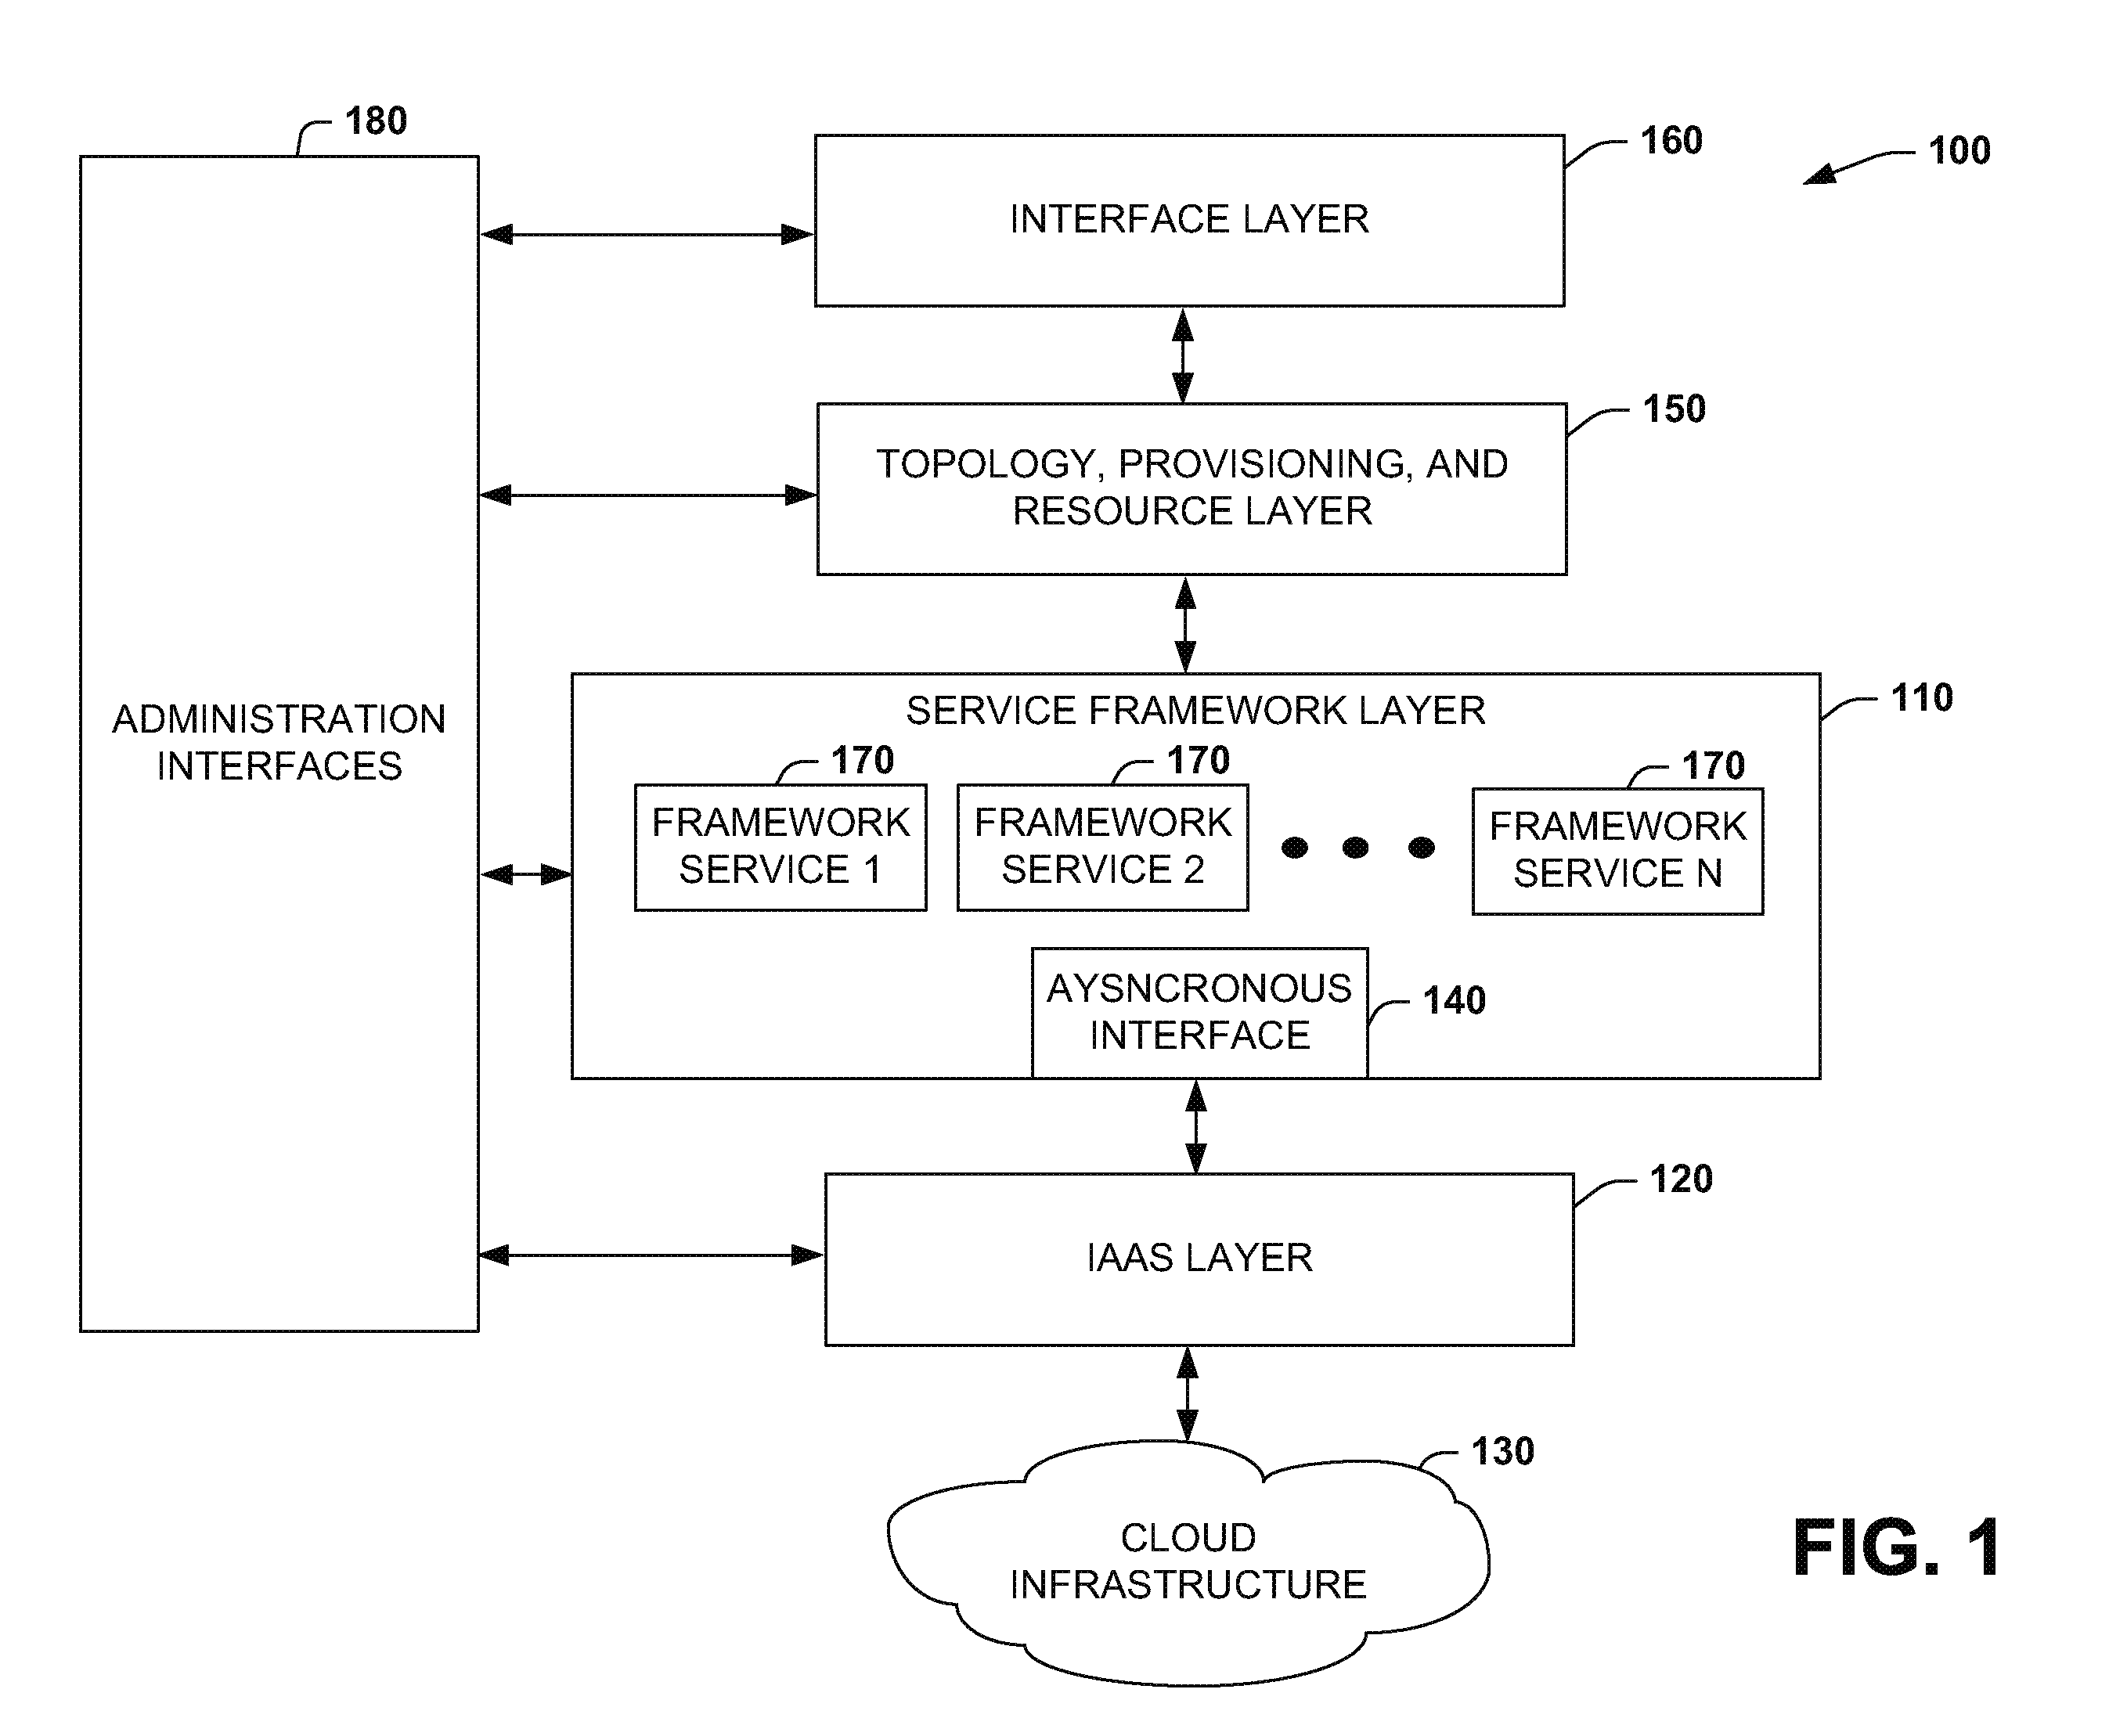 180
160
100
INTERFACE LAYER
150
TOPOLOGY, PROVISIONING, AND
RESOURCE LAYER
ADMINISTRATION
INTERFACES
110
SERVICE FRAMEWORK LAYER
170
170
170
FRAMEWORK
SERVICE 1
FRAMEWORK
SERVICE 2
FRAMEWORK
SERVICE N
AYSNCRONOUS
INTERFACE
140
120
IAAS LAYER
130
CLOUD
INFRASTRUCTURE
FIG. 1